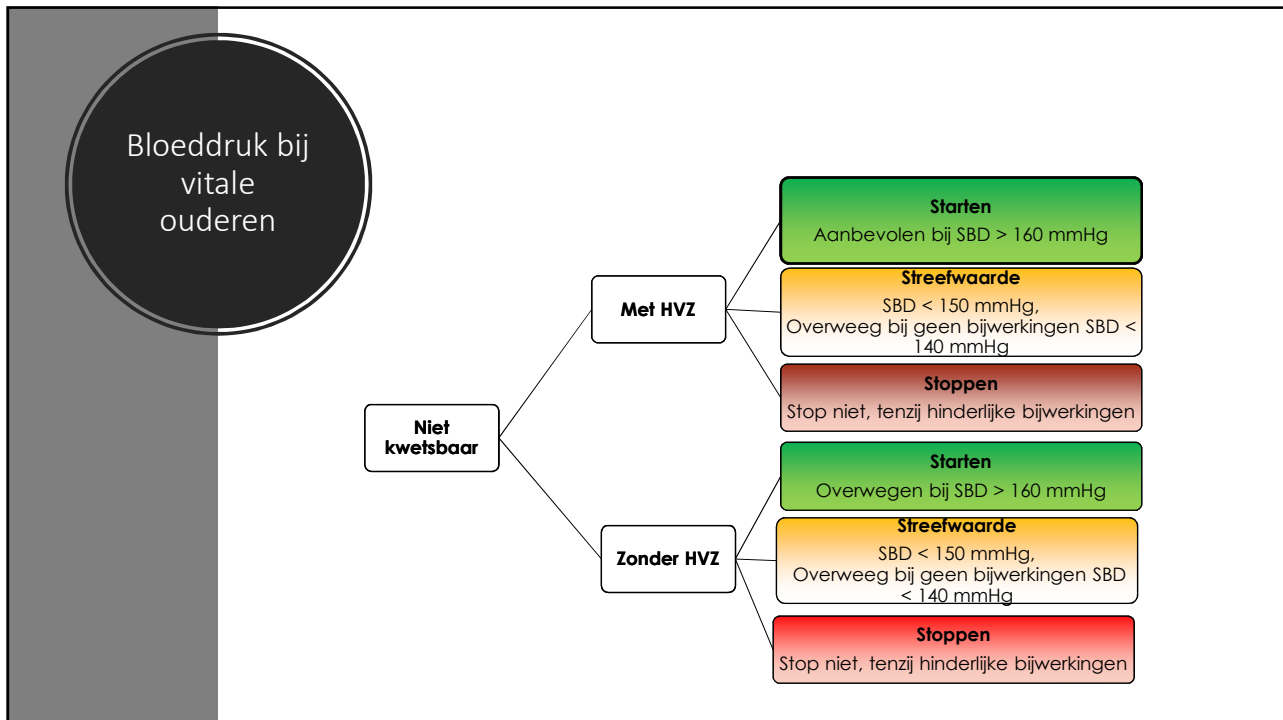 Bloeddruk bij
vitale
ouderen
Niet
kwetsbaar
Met HVZ
Starten
Aanbevolen bij SBD > 160 mmHg
Streefwaarde
SBD < 150 mmHg,
Overweeg bij geen bijwerkingen SBD <
140 mmHg
Stoppen
Stop niet, tenzij hinderlijke bijwerkingen
Zonder HVZ
Starten
Overwegen bij SBD > 160 mmHg
Streefwaarde
SBD < 150 mmHg,
Overweeg bij geen bijwerkingen SBD
< 140 mmHg
Stoppen
Stop niet, tenzij hinderlijke bijwerkingen